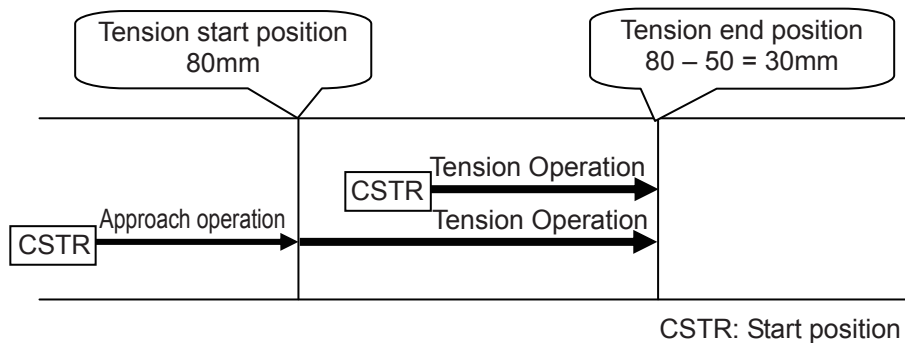 Tension start position
80mm
Tension end position
80 – 50 = 30mm
Tension Operation
CSTR
Approach operation
Tension Operation
CSTR
CSTR: Start position